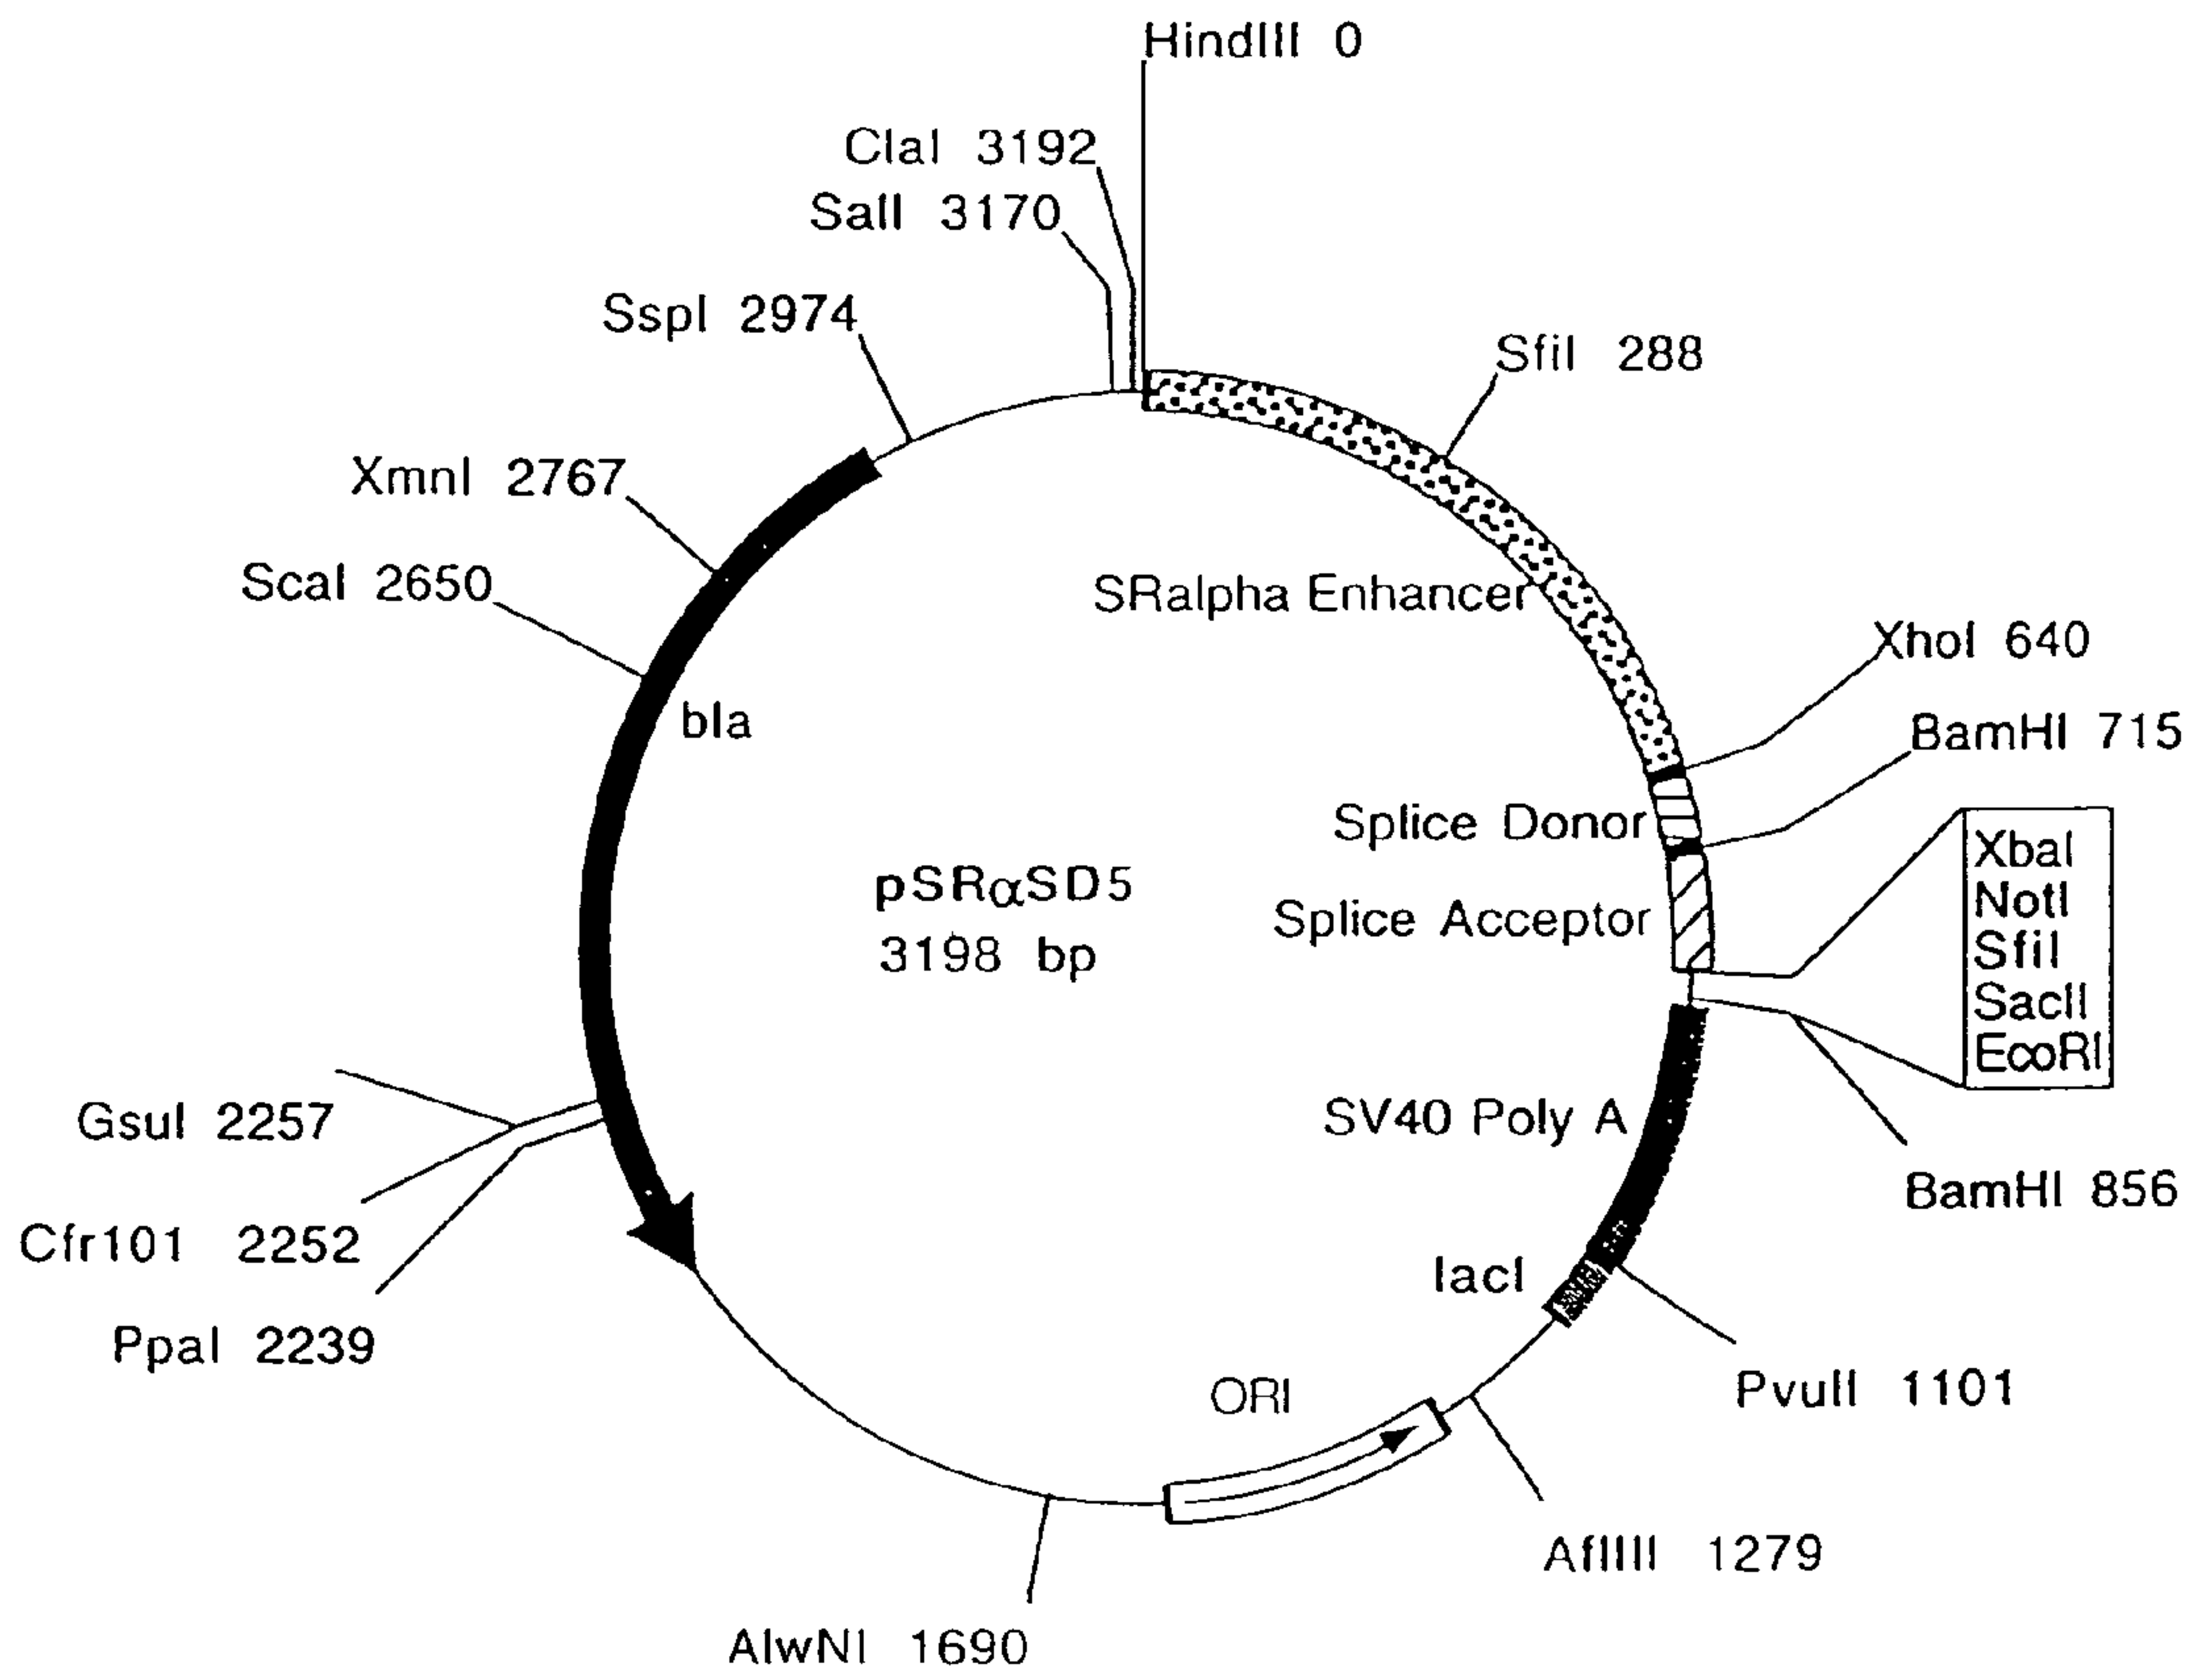 HindIII 0
ClaI 3192
SalI 3170
SspI 2974
SfiI 288
XmnI 2767
ScaI 2650
SRalpha Enhancer
XhoI 640
bla
BamHI 715
Splice Donor
XbaI
NotI
SfiI
SacII
EcoRI
pSRαSD5
3198 bp
Splice Acceptor
GsuI 2257
SV40 Poly A
BamHI 856
Cfr101 2252
lacI
PpaI 2239
PvuII 1101
ORI
AflIII 1279
AlwNI 1690